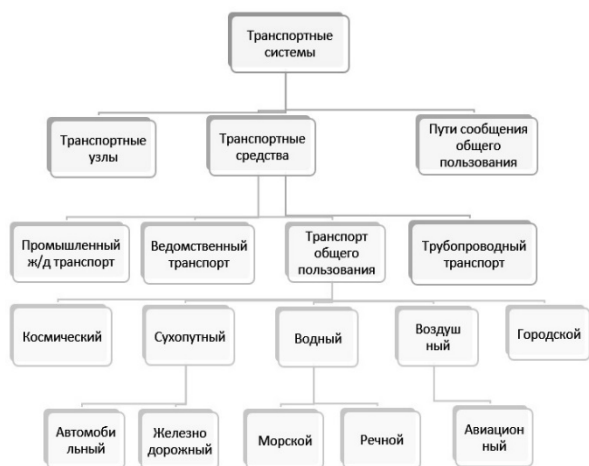 Транспортные
системы
Транспортные
узлы
Транспортные
средства
Пути сообщения
общего
пользования
Промышленный
ж/д транспорт
Ведомственный
транспорт
Транспорт
общего
пользования
Трубопроводный
транспорт
Космический
Сухопутный
Водный
Воздуш
ный
Городской
Автомоби
льный
Железно
дорожный
Морской
Речной
Авиацион
ный